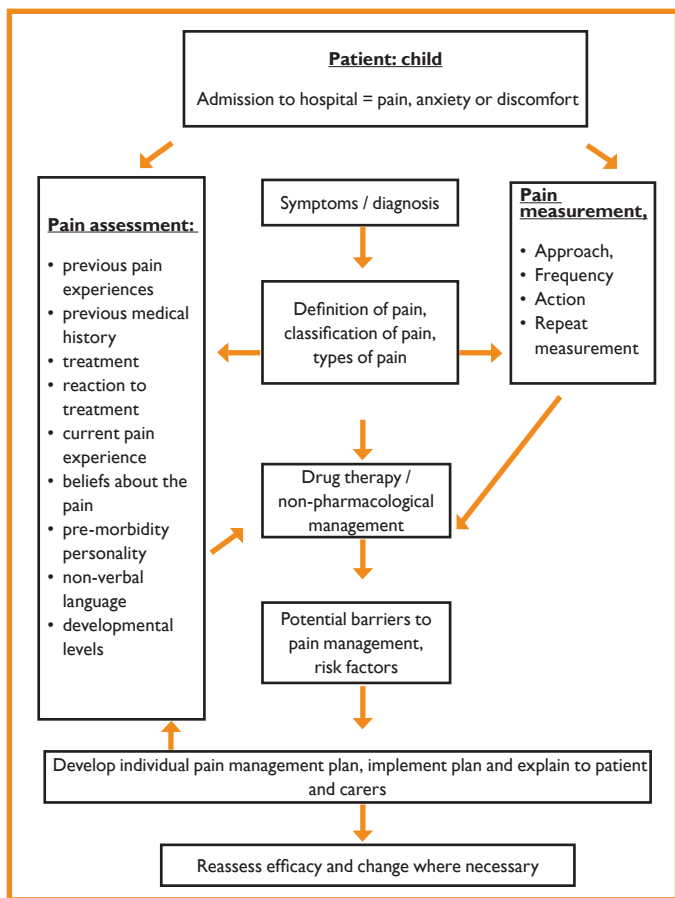 Patient: child
Admission to hospital = pain, anxiety or discomfort
Pain assessment:
• previous pain
experiences
• previous medical
history
• treatment
• reaction to
treatment
• current pain
experience
• beliefs about the
pain
• pre-morbidity
personality
• non-verbal
language
• developmental
levels
Symptoms / diagnosis
Definition of pain,
classification of pain,
types of pain
Pain
measurement,
• Approach,
• Frequency
• Action
• Repeat
measurement
Drug therapy /
non-pharmacological
management
Potential barriers to
pain management,
risk factors
Develop individual pain management plan, implement plan and explain to patient
and carers
Reassess efficacy and change where necessary